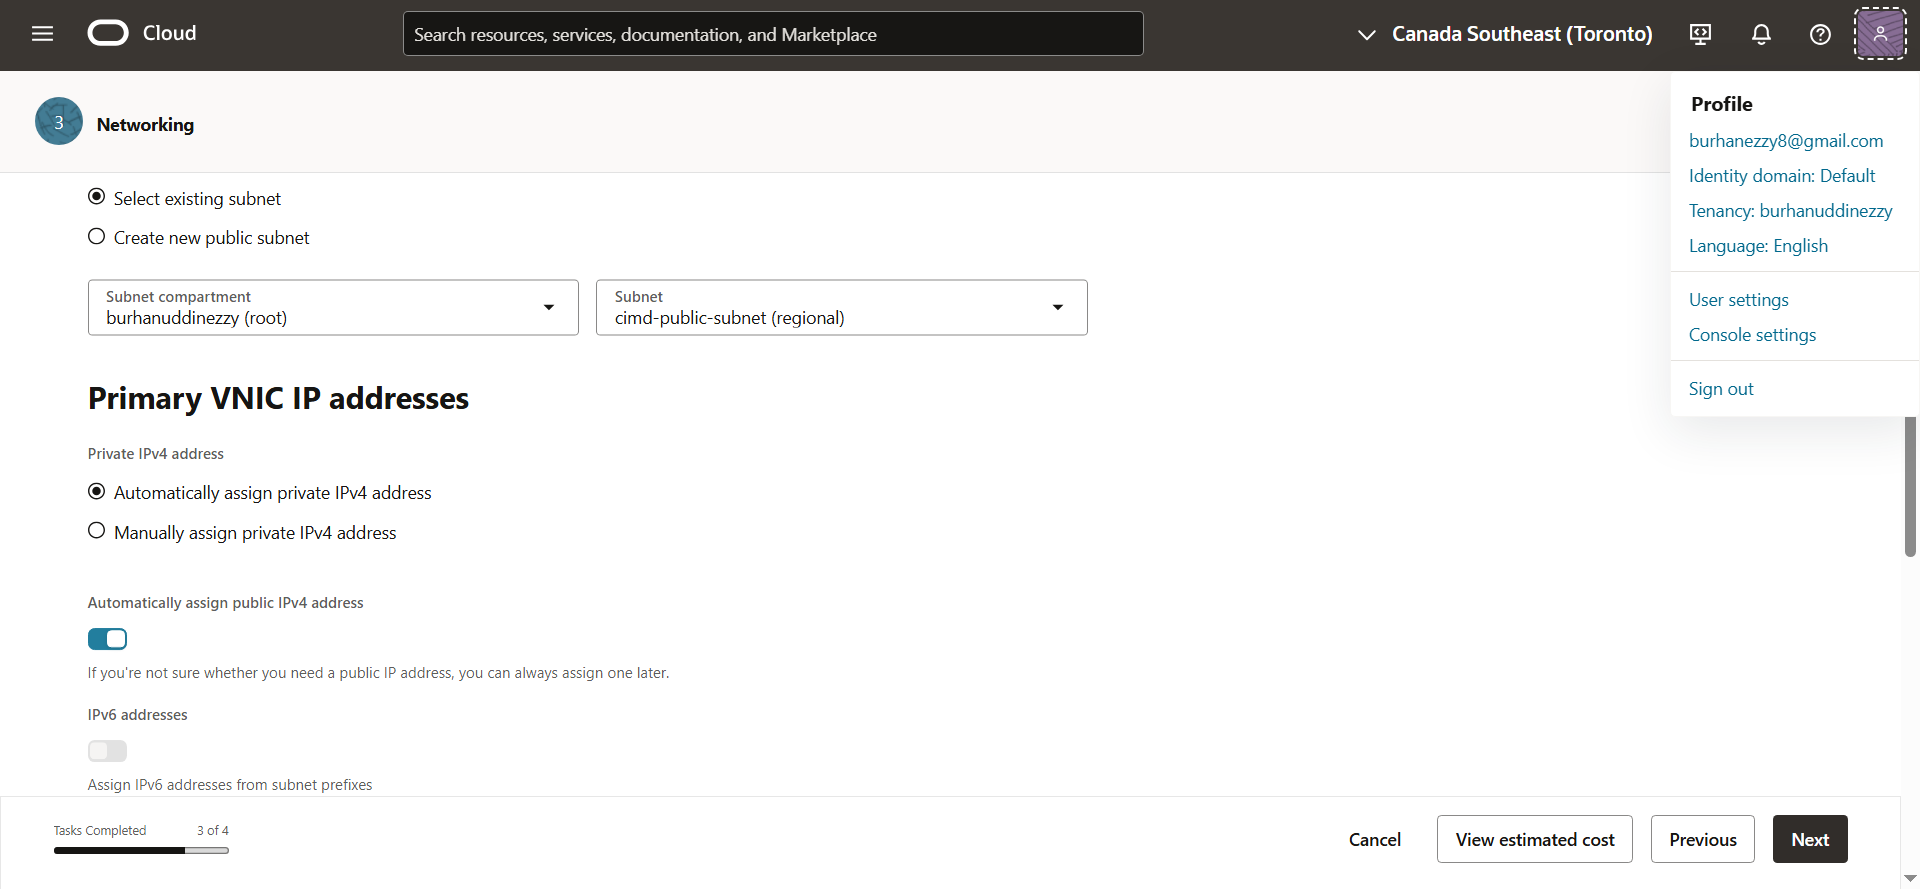 Cloud
Search resources, services, documentation, and Marketplace
Canada Southeast (Toronto)
3
Networking
Profile
burhanezzy8@gmail.com
Identity domain: Default
Tenancy: burhanuddinezzy
Language: English
User settings
Console settings
Sign out
Select existing subnet
Create new public subnet
Subnet compartment
burhanuddinezzy (root)
Subnet
cimd-public-subnet (regional)
Primary VNIC IP addresses
Private IPv4 address
Automatically assign private IPv4 address
Manually assign private IPv4 address
Automatically assign public IPv4 address
If you're not sure whether you need a public IP address, you can always assign one later.
IPv6 addresses
Assign IPv6 addresses from subnet prefixes
Tasks Completed 3 of 4
Cancel
View estimated cost
Previous
Next